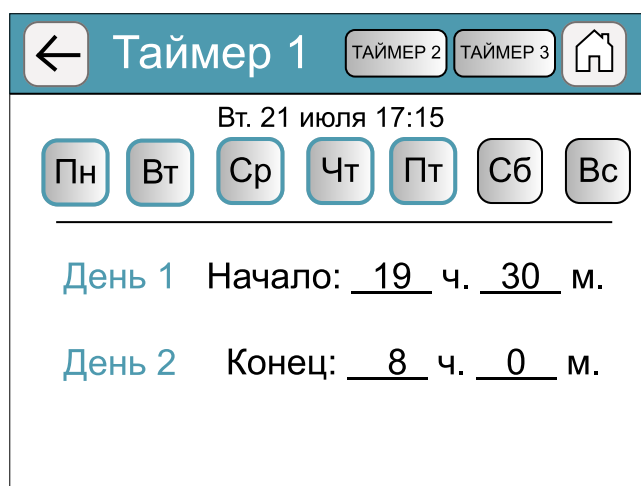 Таймер 1 ТАЙМЕР 2 ТАЙМЕР 3
Вт. 21 июля 17:15
Пн Вт Ср Чт Пт Сб Вс
День 1 Начало: 19 ч. 30 м.
День 2 Конец: 8 ч. 0 м.